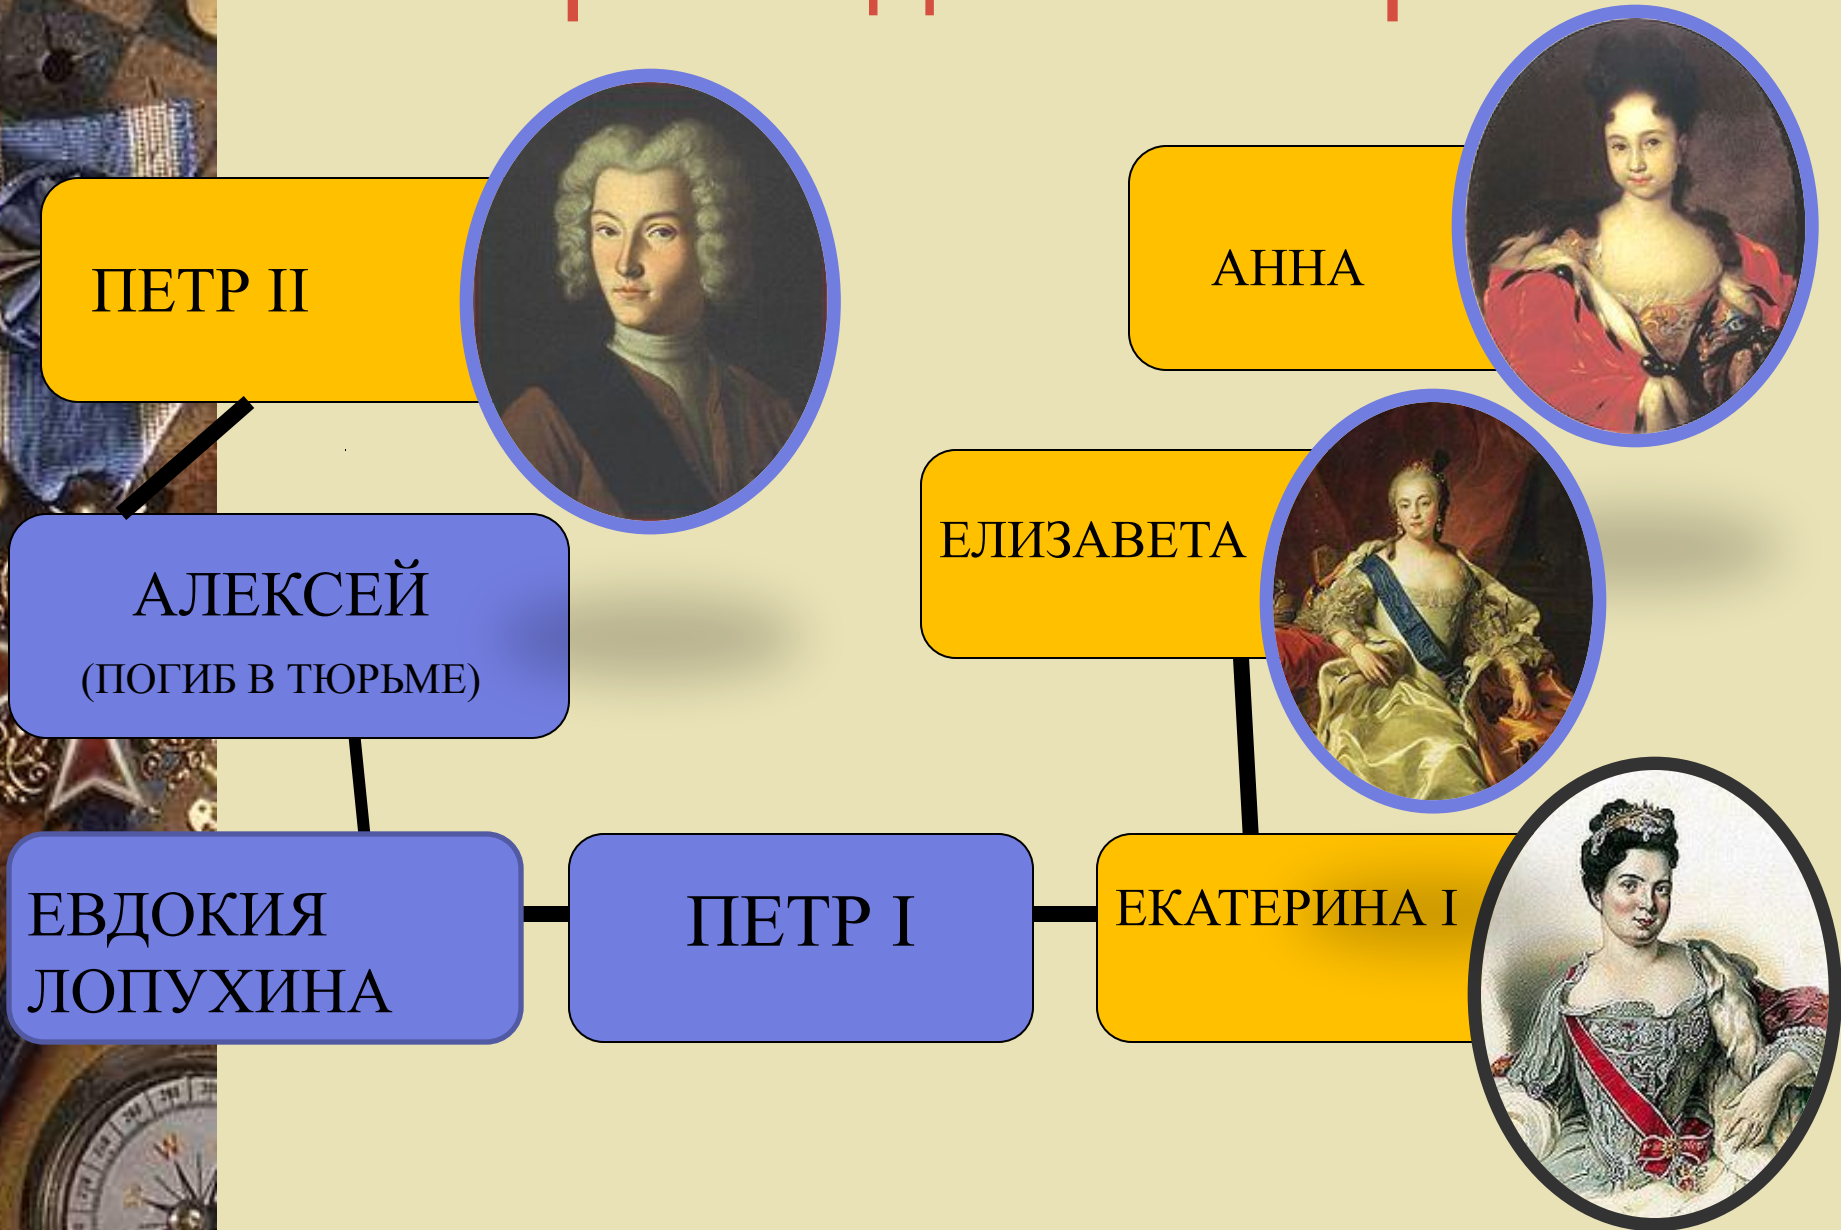 ПЕТР II
АННА
ЕЛИЗАВЕТА
АЛЕКСЕЙ
(ПОГИБ В ТЮРЬМЕ)
ЕВДОКИЯ
ЛОПУХИНА
ПЕТР I
ЕКАТЕРИНА I